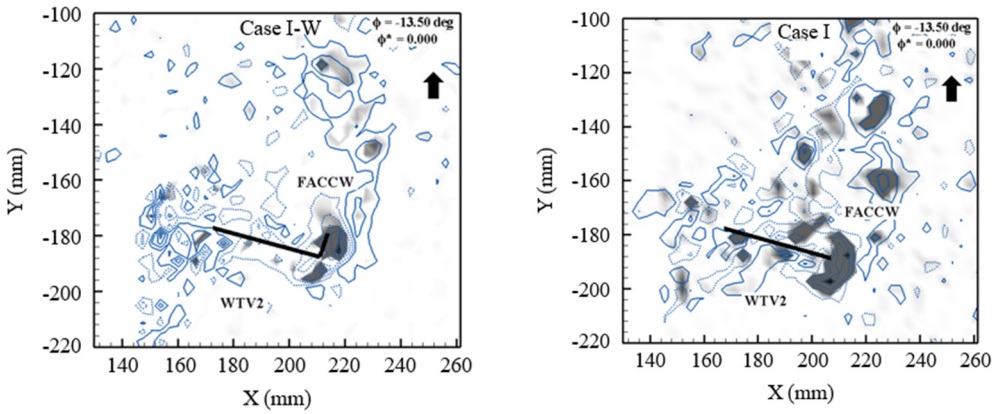 Case I-W
ϕ = -13.50 deg
ϕ* = 0.000
-100
-120
-140
-160
-180
-200
-220
Y (mm)
FACCW
WTV2
140 160 180 200 220 240 260
X (mm)
Case I
ϕ = -13.50 deg
ϕ* = 0.000
-100
-120
-140
-160
-180
-200
-220
Y (mm)
FACCW
WTV2
140 160 180 200 220 240 260
X (mm)